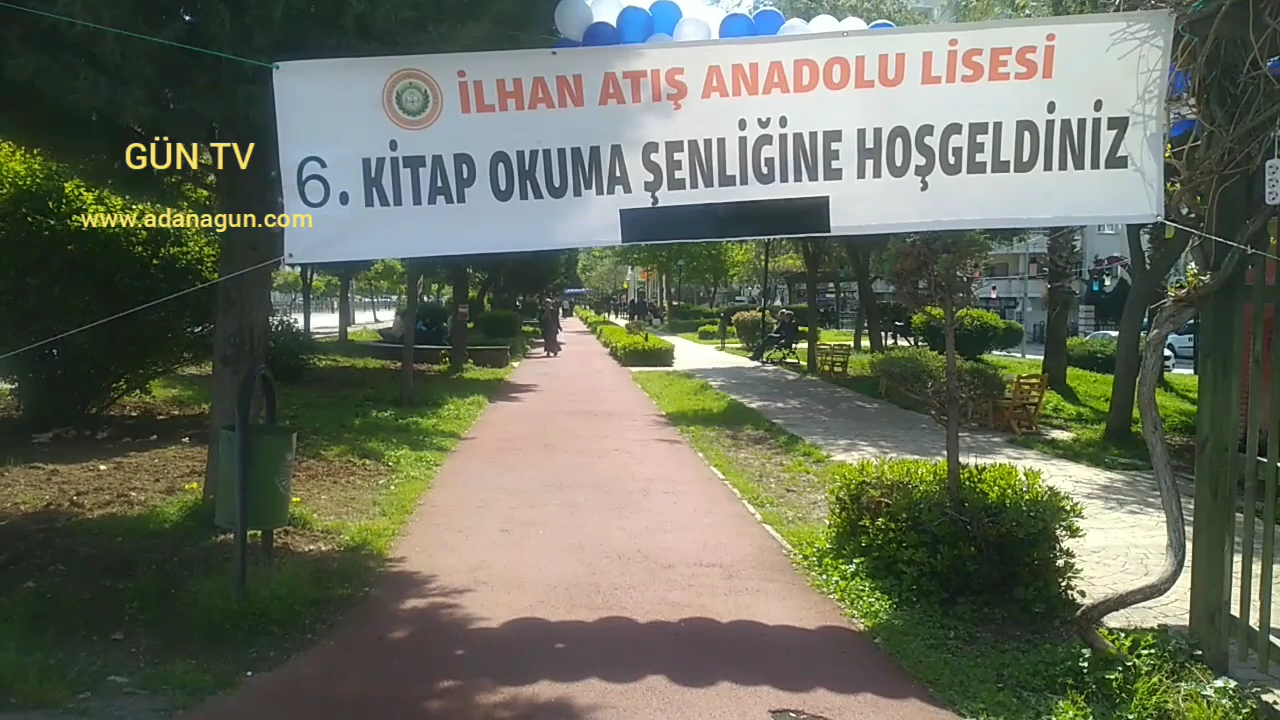 İLHAN ATIŞ ANADOLU LİSESİ
6. KİTAP OKUMA ŞENLİĞİNE HOŞGELDİNİZ
GÜN TV
www.adanagun.com